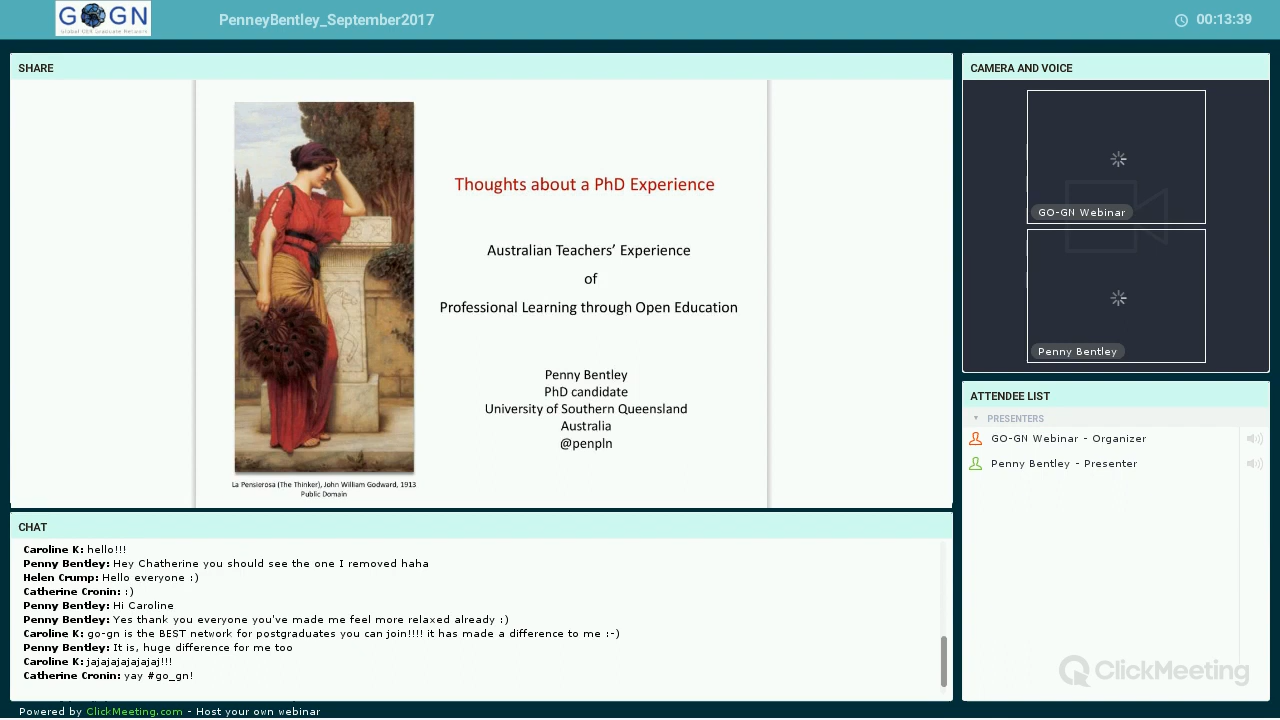 GOGN
Global OER Graduate Network
PenneyBentley_September2017
00:13:39
SHARE
Thoughts about a PhD Experience
Australian Teachers’ Experience
of
Professional Learning through Open Education
Penny Bentley
PhD candidate
University of Southern Queensland
Australia
@penpln
La Pensierosa (The Thinker), John William Godward, 1913
Public Domain
CAMERA AND VOICE
GO-GN Webinar
Penny Bentley
ATTENDEE LIST
PRESENTERS
GO-GN Webinar - Organizer
Penny Bentley - Presenter
ClickMeeting
CHAT
Caroline K: hello!!!
Penny Bentley: Hey Chatherine you should see the one I removed haha
Helen Crump: Hello everyone :)
Catherine Cronin: :)
Penny Bentley: Hi Caroline
Penny Bentley: Yes thank you everyone you've made me feel more relaxed already :)
Caroline K: go-gn is the BEST network for postgraduates you can join!!!! it has made a difference to me :-)
Penny Bentley: It is, huge difference for me too
Caroline K: jajajajajajajaj!!!
Catherine Cronin: yay #go_gn!
Powered by ClickMeeting.com - Host your own webinar